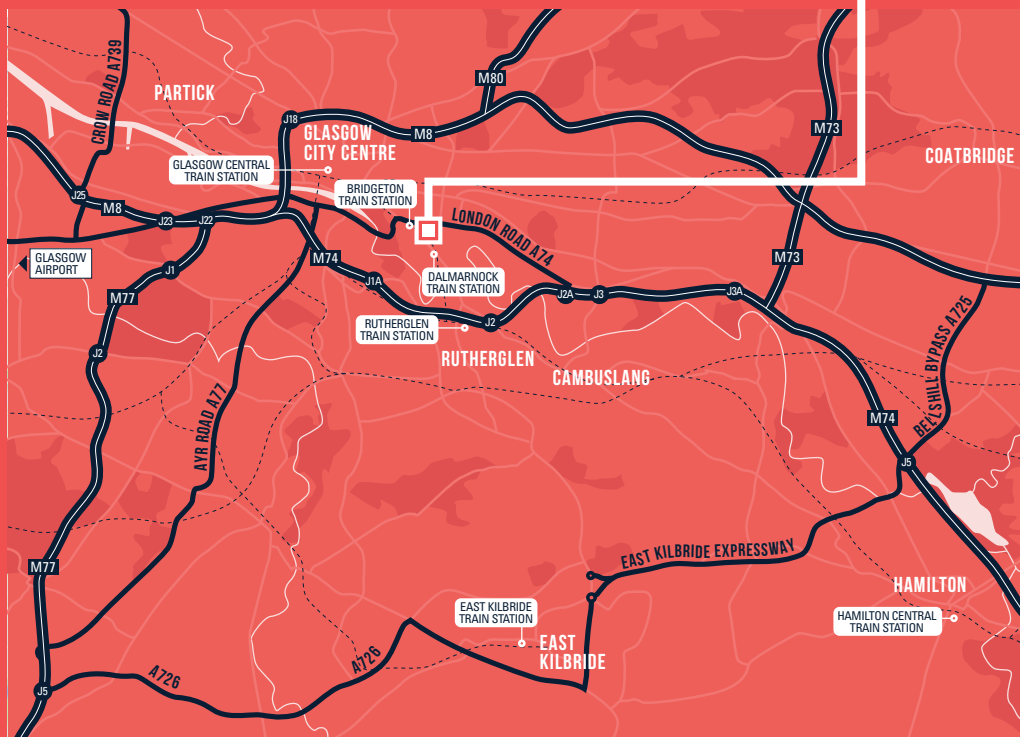 CROW ROAD A739
PARTICK
M80
J18
GLASGOW
CITY CENTRE
M8
M73
COATBRIDGE
GLASGOW CENTRAL
TRAIN STATION
BRIDGETON
TRAIN STATION
J25
M8
J23
J22
LONDON ROAD A74
GLASGOW
AIRPORT
M74
M73
J1
J1A
DALMARNOCK
TRAIN STATION
M77
J2A
J3
J3A
RUTHERGLEN
TRAIN STATION
J2
J2
RUTHERGLEN
CAMBUSLANG
BELLSHILL BYPASS A725
AYR ROAD A77
M74
J5
M77
EAST KILBRIDE EXPRESSWAY
HAMILTON
HAMILTON CENTRAL
TRAIN STATION
EAST KILBRIDE
TRAIN STATION
EAST
KILBRIDE
A726
A726
J5